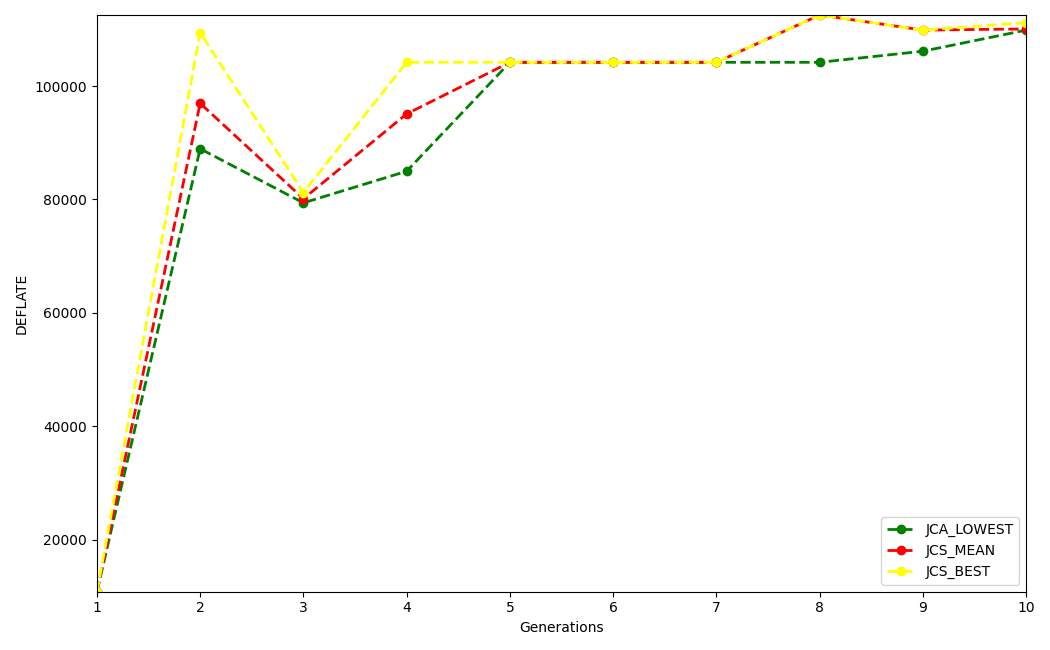 DEFLATE
100000
80000
60000
40000
20000
1 2 3 4 5 6 7 8 9 10
Generations
JCA_LOWEST
JCS_MEAN
JCS_BEST